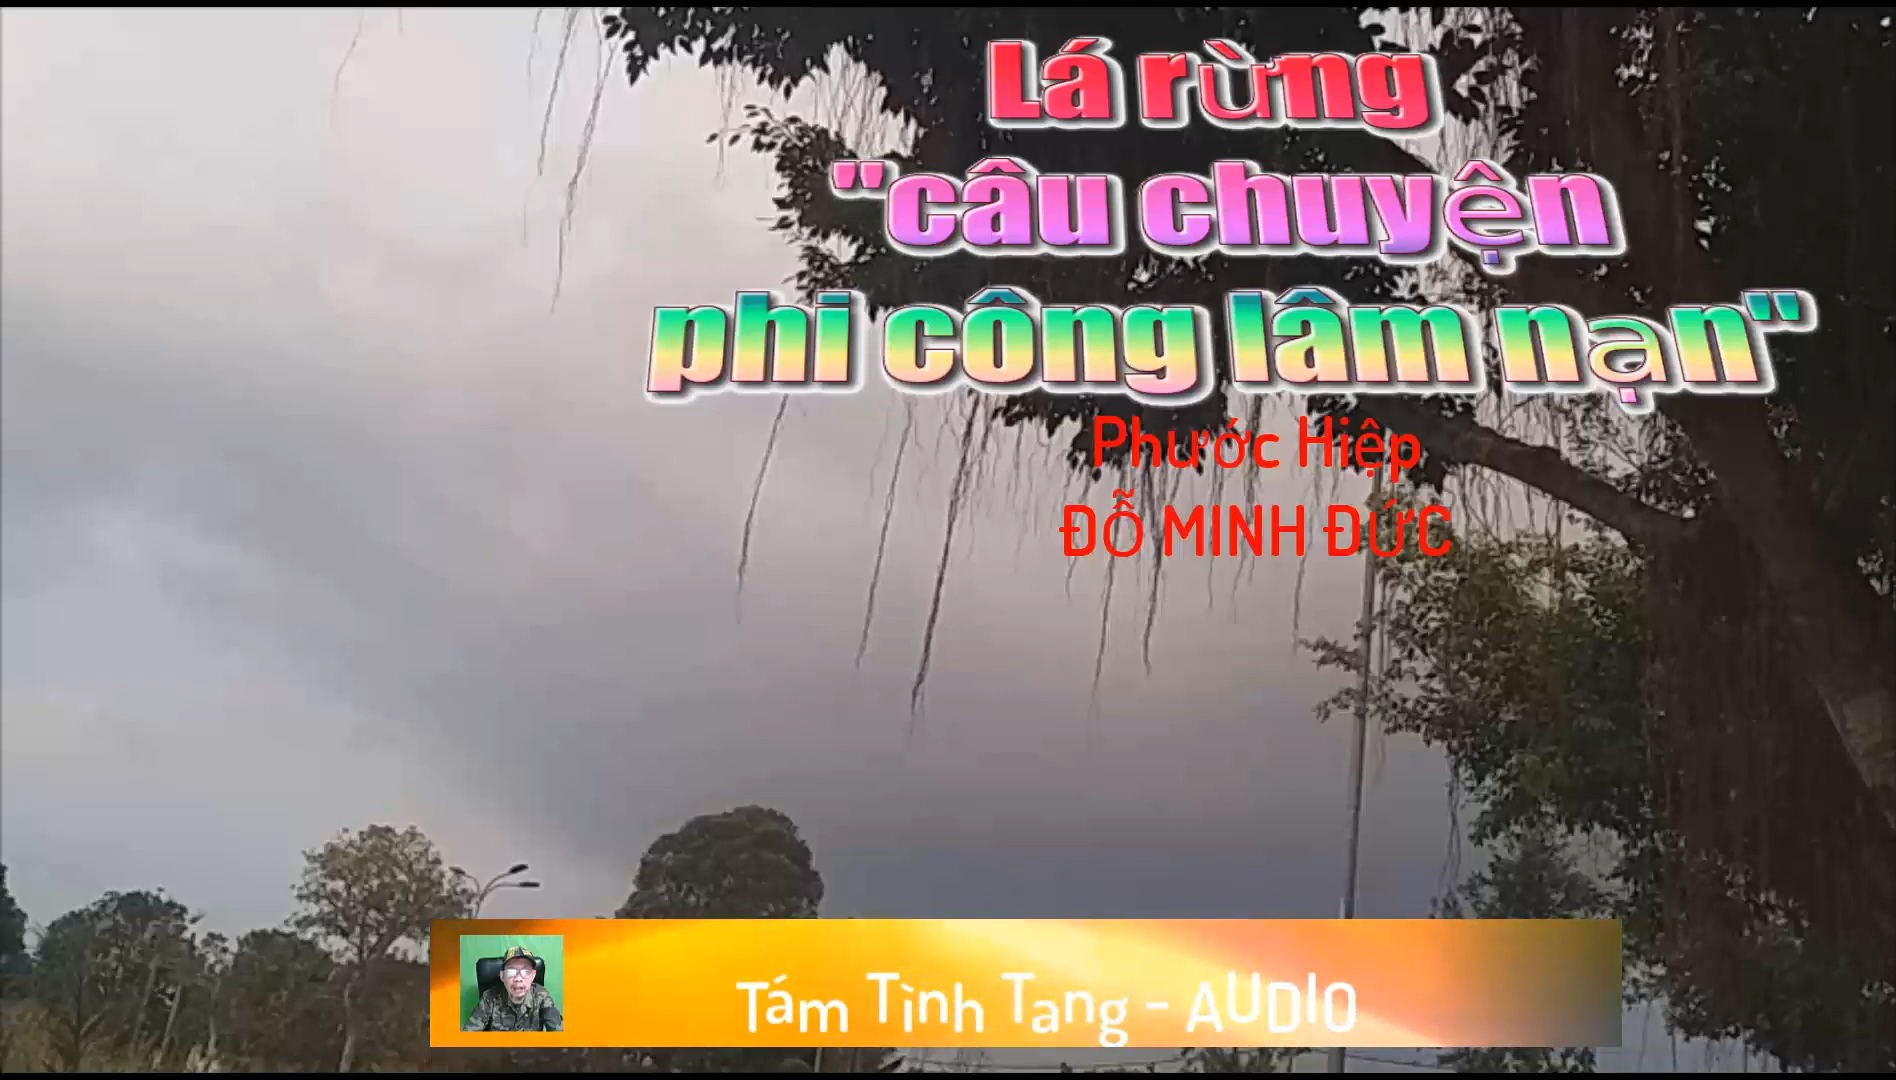 Lá rừng
"câu chuyện
phi công lâm nạn"
Phước Hiệp
ĐỖ MINH ĐỨC
Tám Tình Tang - AUDIO